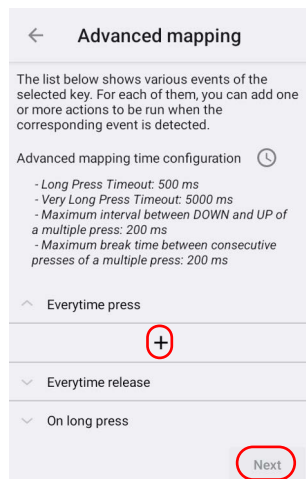 Advanced mapping
The list below shows various events of the
selected key. For each of them, you can add one
or more actions to be run when the
corresponding event is detected.
Advanced mapping time configuration
- Long Press Timeout: 500 ms
- Very Long Press Timeout: 5000 ms
- Maximum interval between DOWN and UP of
a multiple press: 200 ms
- Maximum break time between consecutive
presses of a multiple press: 200 ms
Everytime press
+
Everytime release
On long press
Next